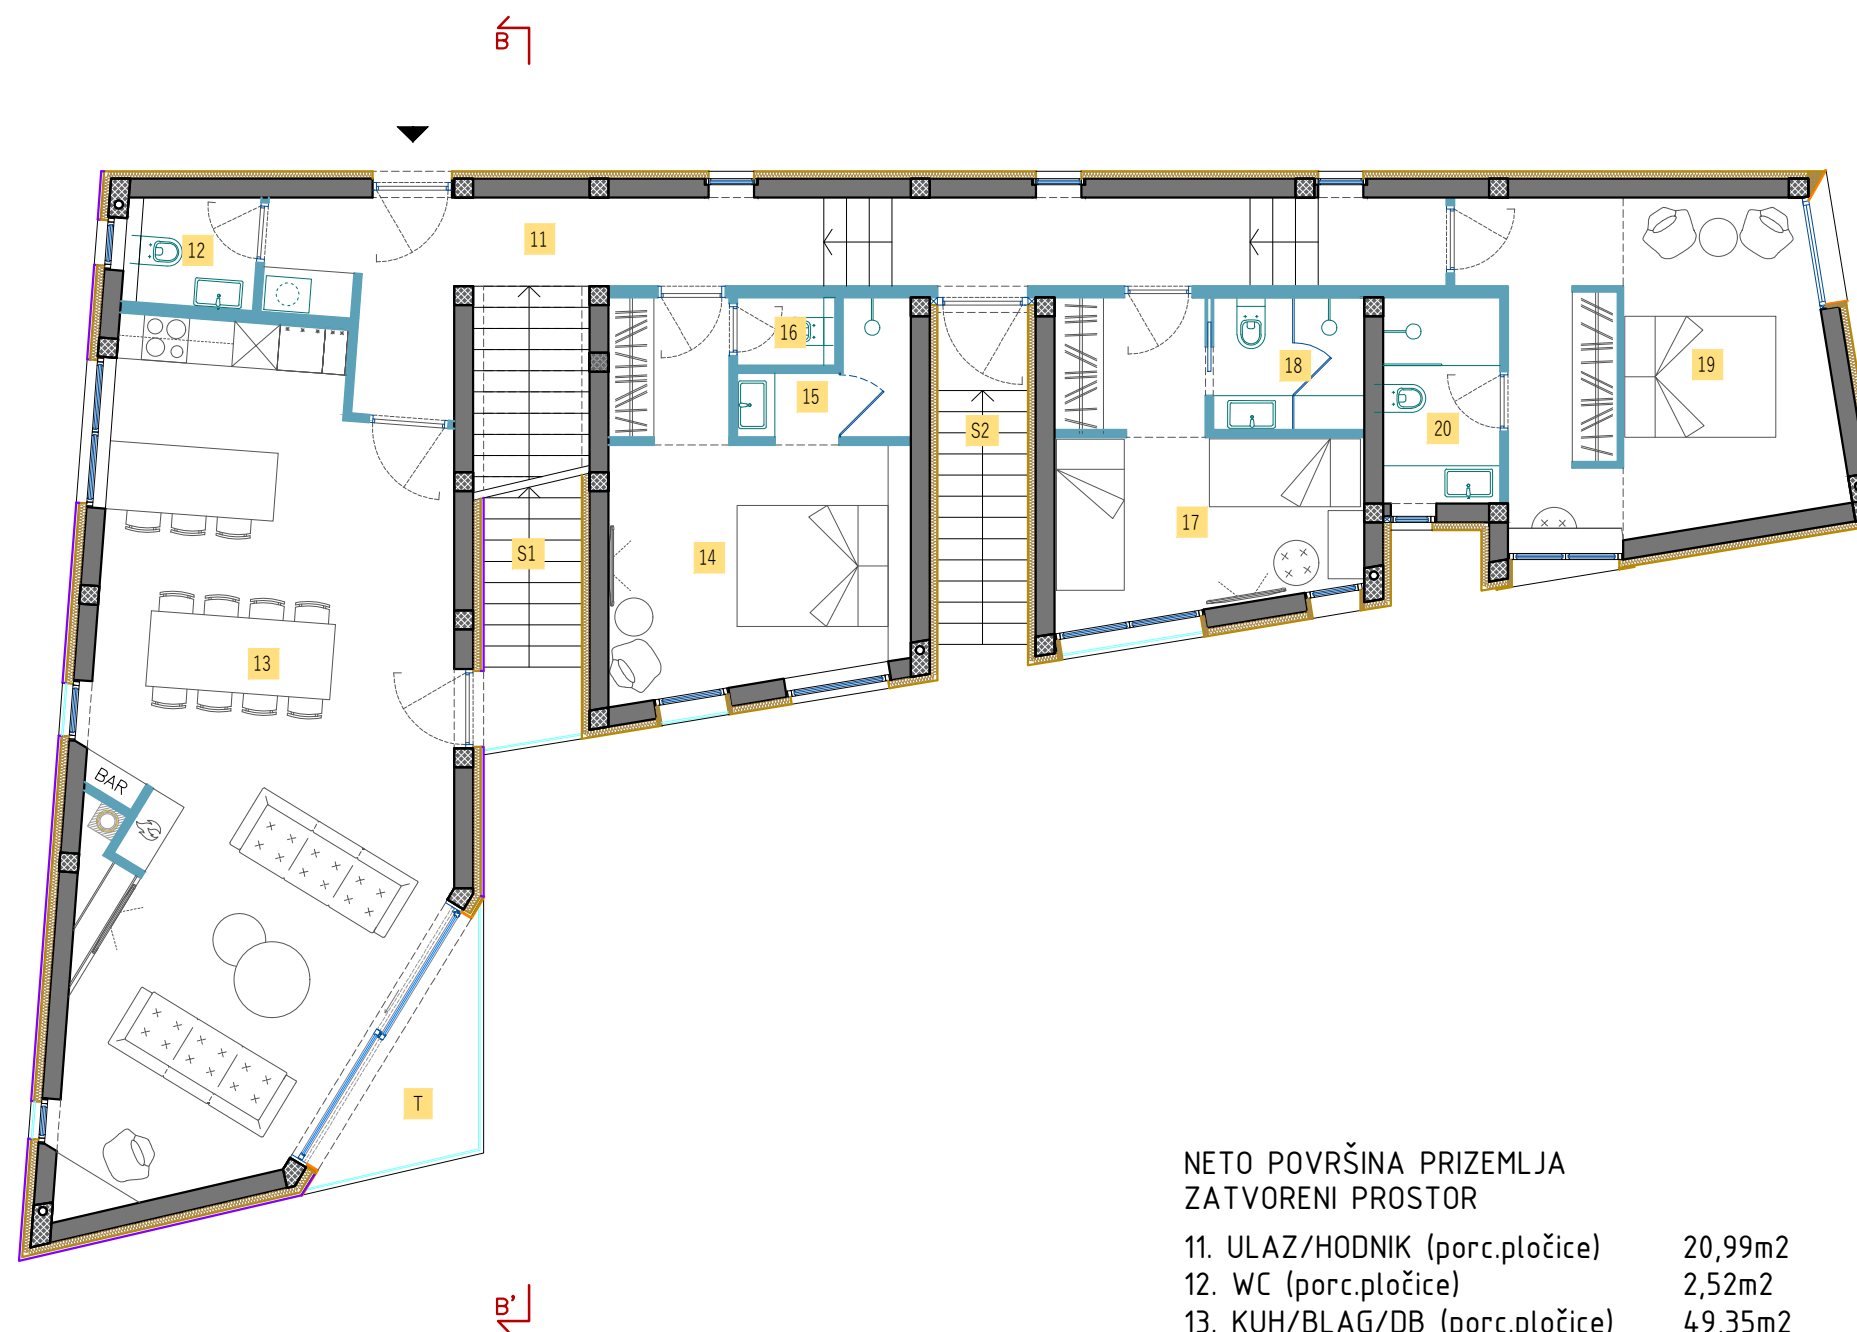 B
12
11
16
18
19
15
S2
20
17
S1
14
13
BAR
T
NETO POVRŠINA PRIZEMLJA
ZATVORENI PROSTOR
11. ULAZ/HODNIK (porc.pločice) 20,99m2
12. WC (porc.pločice) 2,52m2
B'
13. KUH/BLAG/DB (porc.pločice) 49,35m2